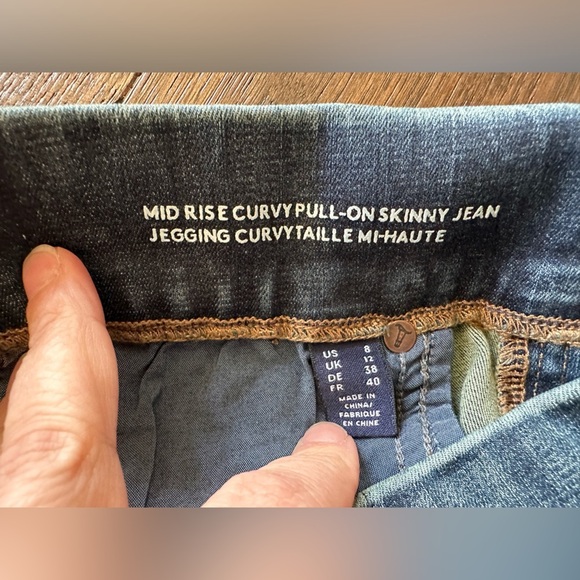 MID RISE CURVY PULL-ON SKINNY JEAN
JEGGING CURVY TAILLE MI-HAUTE
US 8
UK 12
DE 38
FR 40
MADE IN
CHINA/
FABRIQUE
EN CHINE